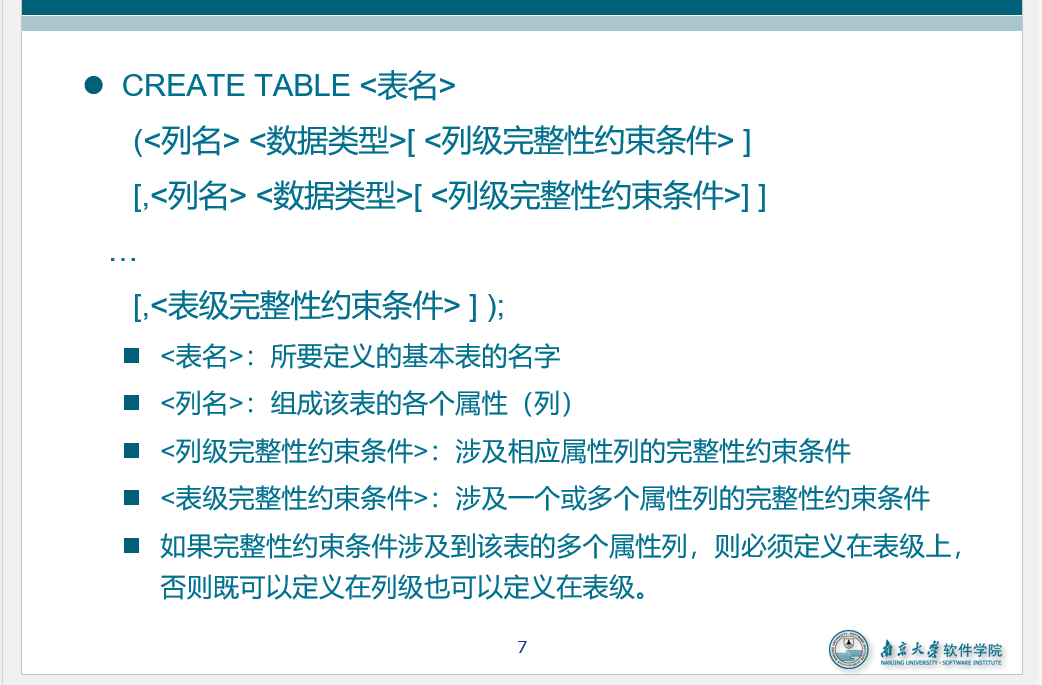 CREATE TABLE <表名>
(<列名> <数据类型>[ <列级完整性约束条件> ]
[,<列名> <数据类型>[ <列级完整性约束条件>] ]
…
[,<表级完整性约束条件> ] );
<表名>：所要定义的基本表的名字
<列名>：组成该表的各个属性（列）
<列级完整性约束条件>：涉及相应属性列的完整性约束条件
<表级完整性约束条件>：涉及一个或多个属性列的完整性约束条件
如果完整性约束条件涉及到该表的多个属性列，则必须定义在表级上，
否则既可以定义在列级也可以定义在表级。
7
南京大学软件学院
NANJING UNIVERSITY · SOFTWARE INSTITUTE